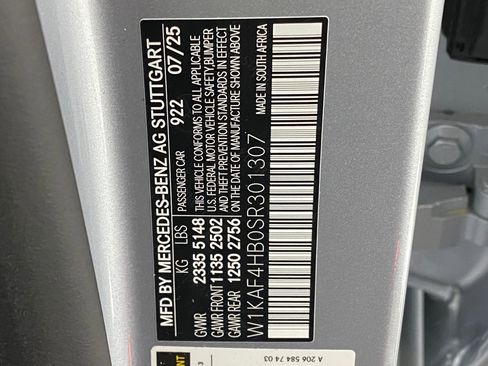 MFD BY MERCEDES-BENZ AG STUTTGART
KG LBS PASSENGER CAR 922 07/25
GVWR 2335 5148 THIS VEHICLE CONFORMS TO ALL APPLICABLE
GAWR FRONT 1135 2502 U.S. FEDERAL MOTOR VEHICLE SAFETY, BUMPER
GAWR REAR 1250 2756 AND THEFT PREVENTION STANDARDS IN EFFECT
ON THE DATE OF MANUFACTURE SHOWN ABOVE
W1KAF4HB0SR301307 MADE IN SOUTH AFRICA
A 206 584 74 03